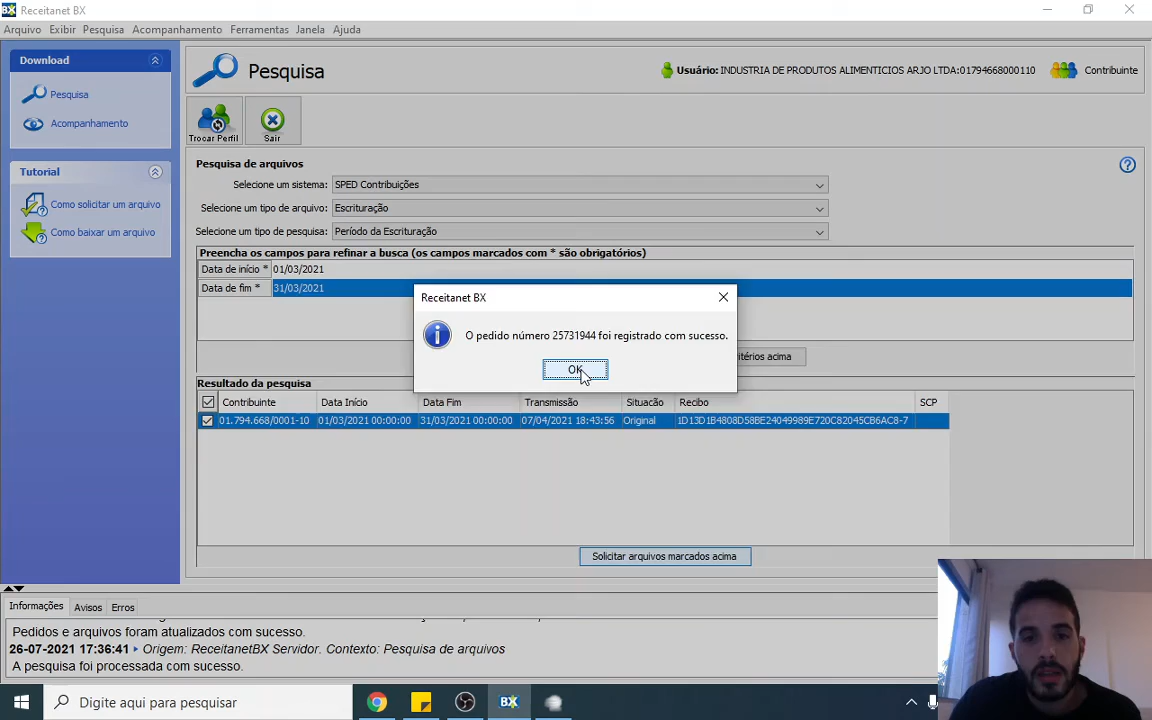 BX Receitanet BX
Arquivo Exibir Pesquisa Acompanhamento Ferramentas Janela Ajuda
Download
Pesquisa
Acompanhamento
Tutorial
Como solicitar um arquivo
Como baixar um arquivo
Pesquisa
Usuário: INDUSTRIA DE PRODUTOS ALIMENTICIOS ARJO LTDA:01794668000110 Contribuinte
Trocar Perfil Sair
Pesquisa de arquivos
Selecione um sistema: SPED Contribuições
Selecione um tipo de arquivo: Escrituração
Selecione um tipo de pesquisa: Período da Escrituração
Preencha os campos para refinar a busca (os campos marcados com * são obrigatórios)
Data de início * 01/03/2021
Data de fim * 31/03/2021
Receitanet BX
O pedido número 25731944 foi registrado com sucesso.
OK
itérios acima
Resultado da pesquisa
Contribuinte Data Início Data Fim Transmissão Situacão Recibo SCP
01.794.668/0001-10 01/03/2021 00:00:00 31/03/2021 00:00:00 07/04/2021 18:43:56 Original 1D13D1B4808D58BE24049989E720C82045CB6AC8-7
Solicitar arquivos marcados acima
Informações Avisos Erros
Pedidos e arquivos foram atualizados com sucesso.
26-07-2021 17:36:41 Origem: ReceitanetBX Servidor. Contexto: Pesquisa de arquivos
A pesquisa foi processada com sucesso.
Digite aqui para pesquisar
BX